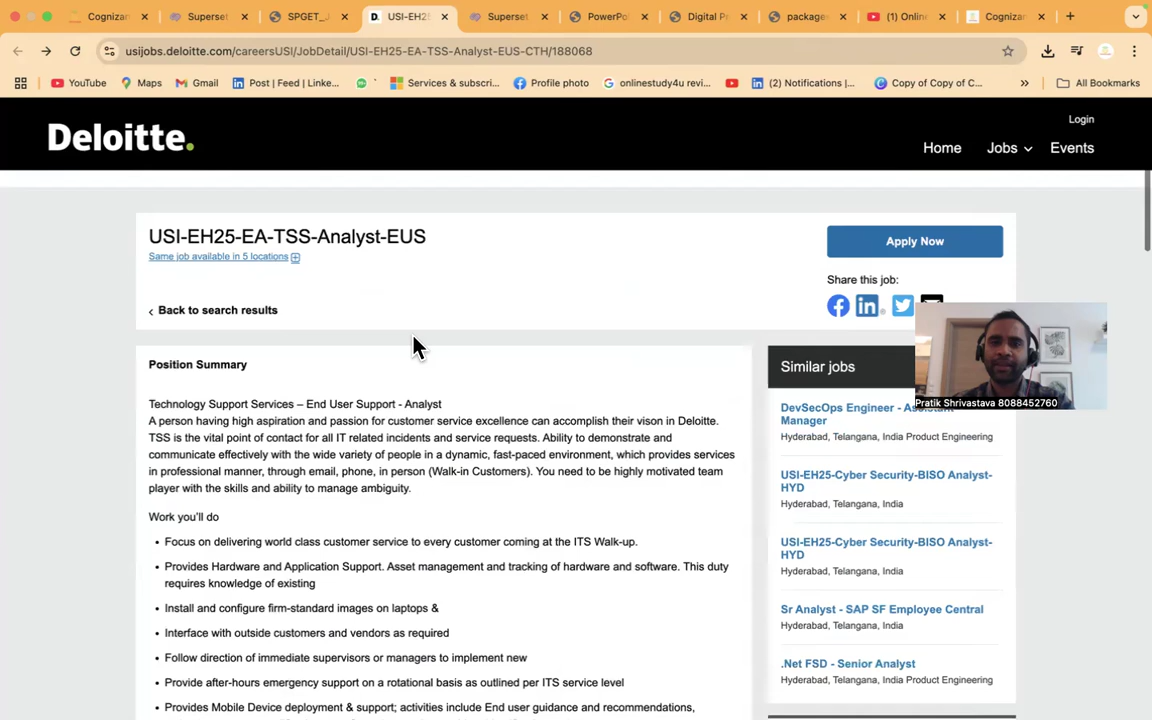 Cognizan
Superset
SPGET_J
D. USI-EH25
Superset
PowerPo
Digital P
package
(1) Online
Cognizan
usijobs.deloitte.com/careersUSI/JobDetail/USI-EH25-EA-TSS-Analyst-EUS-CTH/188068
YouTube
Maps
Gmail
Post | Feed | Linke...
Services & subscri...
Profile photo
onlinestudy4u revi...
(2) Notifications |...
Copy of Copy of C...
»
All Bookmarks
Login
Deloitte.
Home
Jobs
Events
USI-EH25-EA-TSS-Analyst-EUS
Same job available in 5 locations
Back to search results
Apply Now
Share this job:
Position Summary
Technology Support Services – End User Support - Analyst
A person having high aspiration and passion for customer service excellence can accomplish their vison in Deloitte.
TSS is the vital point of contact for all IT related incidents and service requests. Ability to demonstrate and
communicate effectively with the wide variety of people in a dynamic, fast-paced environment, which provides services
in professional manner, through email, phone, in person (Walk-in Customers). You need to be highly motivated team
player with the skills and ability to manage ambiguity.
Work you'll do
• Focus on delivering world class customer service to every customer coming at the ITS Walk-up.
• Provides Hardware and Application Support. Asset management and tracking of hardware and software. This duty
requires knowledge of existing
• Install and configure firm-standard images on laptops &
• Interface with outside customers and vendors as required
• Follow direction of immediate supervisors or managers to implement new
• Provide after-hours emergency support on a rotational basis as outlined per ITS service level
• Provides Mobile Device deployment & support; activities include End user guidance and recommendations,
Similar jobs
Pratik Shrivastava 8088452760
DevSecOps Engineer - Assistant
Manager
Hyderabad, Telangana, India Product Engineering
USI-EH25-Cyber Security-BISO Analyst-
HYD
Hyderabad, Telangana, India
USI-EH25-Cyber Security-BISO Analyst-
HYD
Hyderabad, Telangana, India
Sr Analyst - SAP SF Employee Central
Hyderabad, Telangana, India
.Net FSD - Senior Analyst
Hyderabad, Telangana, India Product Engineering